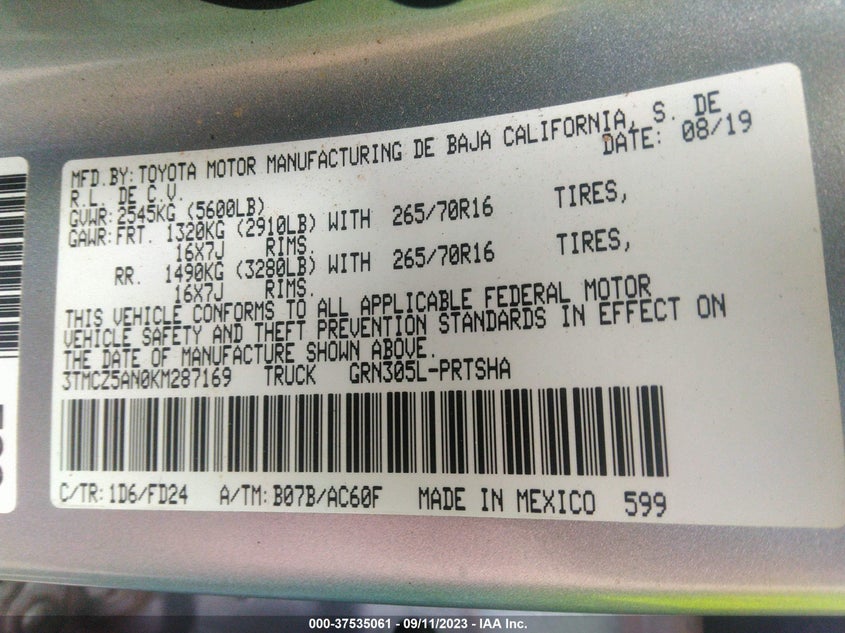 MFD.BY: TOYOTA MOTOR MANUFACTURING DE BAJA CALIFORNIA, S. DE
R.L. DE C.V. DATE: 08/19
GVWR: 2545KG (5600LB)
GAWR: FRT. 1320KG (2910LB) WITH 265/70R16 TIRES,
16X7J RIMS.
RR. 1490KG (3280LB) WITH 265/70R16 TIRES,
16X7J RIMS.
THIS VEHICLE CONFORMS TO ALL APPLICABLE FEDERAL MOTOR
VEHICLE SAFETY AND THEFT PREVENTION STANDARDS IN EFFECT ON
THE DATE OF MANUFACTURE SHOWN ABOVE.
3TMCZ5AN0KM287169 TRUCK GRN305L-PRTSHA
C/TR: 1D6/FD24 A/TM: B07B/AC60F MADE IN MEXICO 599
000-37535061 - 09/11/2023 - IAA Inc.